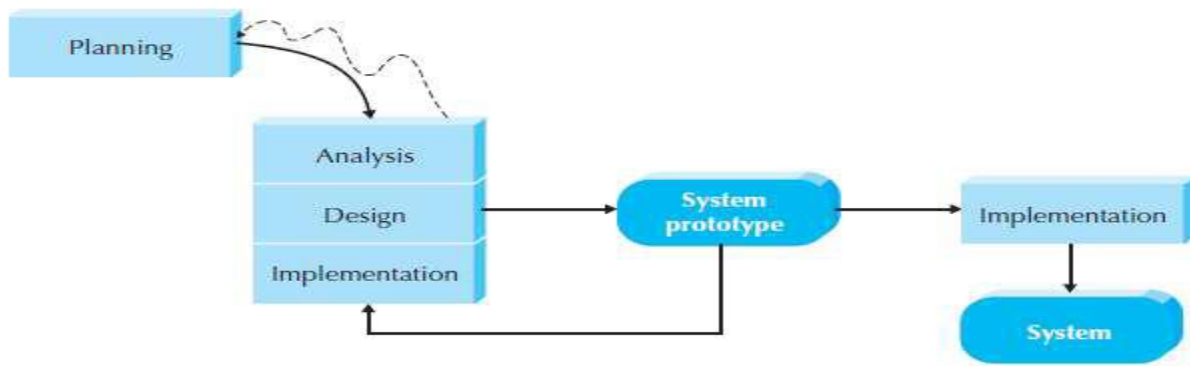 Planning
Analysis
Design
Implementation
System
prototype
Implementation
System